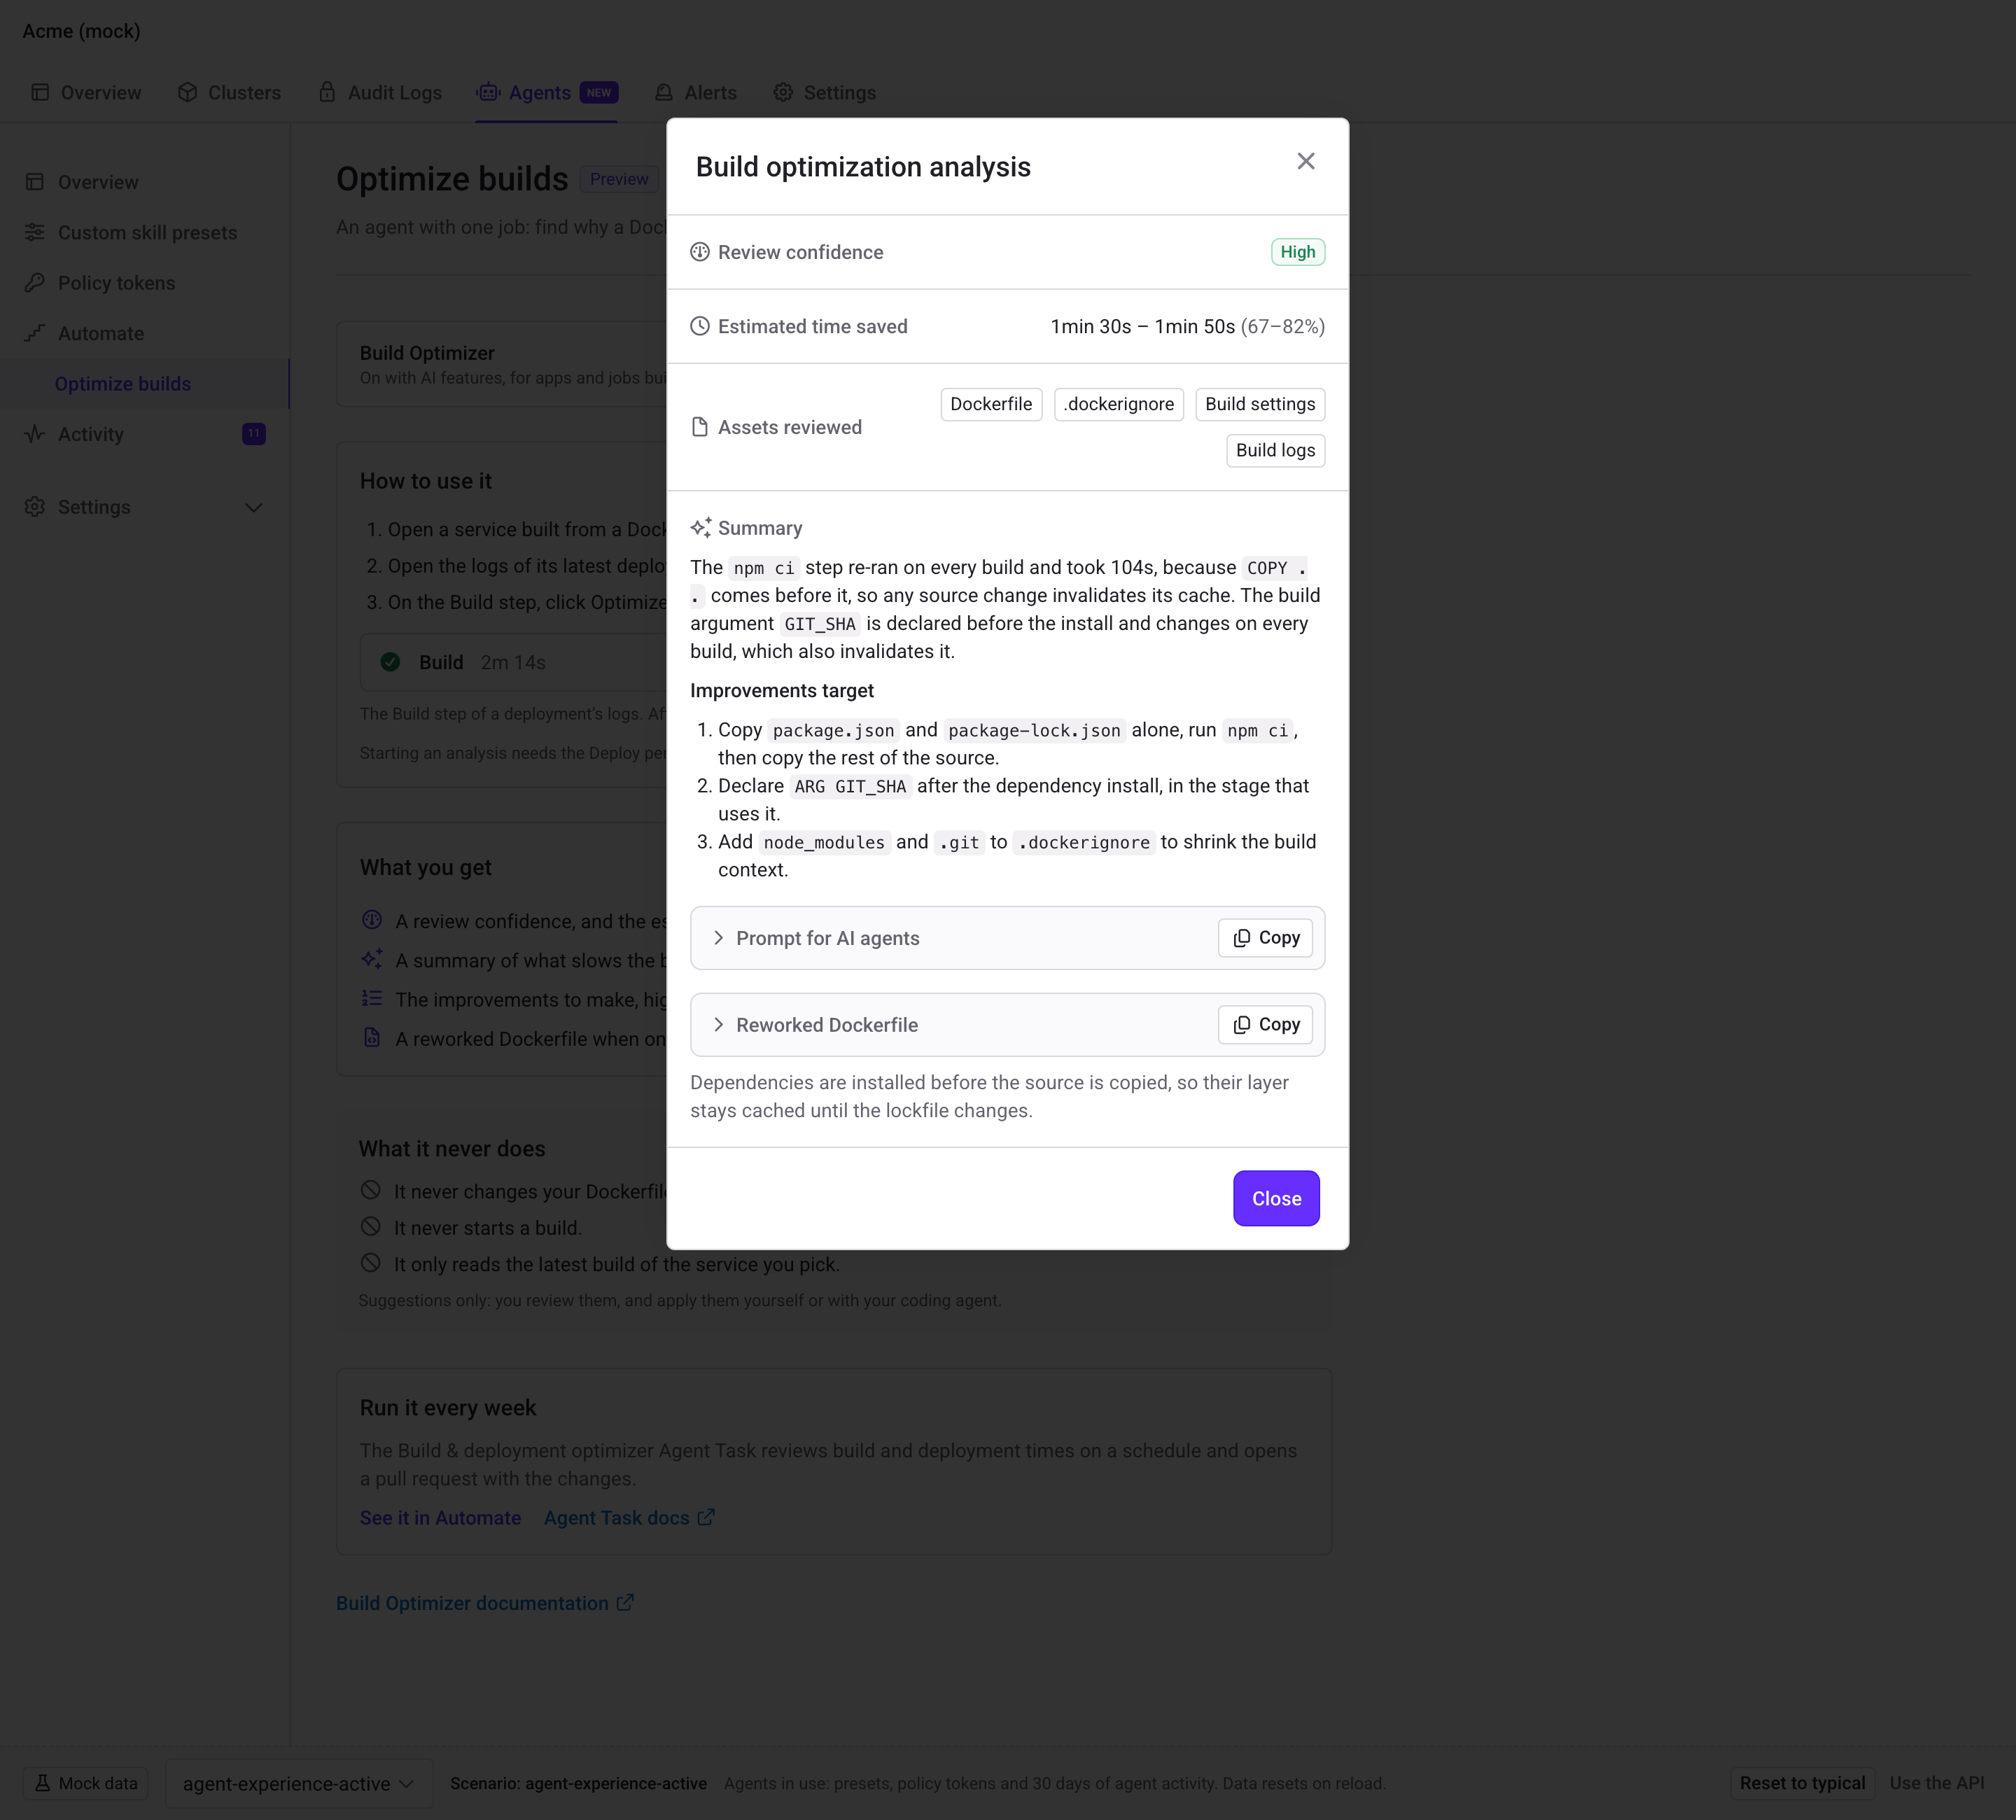 Acme (mock)
Overview
Clusters
Audit Logs
Agents NEW
Alerts
Settings
Overview
Custom skill presets
Policy tokens
Automate
Optimize builds
Activity 11
Settings
Optimize builds Preview
An agent with one job: find why a Doc
Build Optimizer
On with AI features, for apps and jobs bui
How to use it
1. Open a service built from a Dock
2. Open the logs of its latest deplo
3. On the Build step, click Optimize
Build 2m 14s
The Build step of a deployment's logs. Af
Starting an analysis needs the Deploy per
What you get
A review confidence, and the es
A summary of what slows the b
The improvements to make, hig
A reworked Dockerfile when on
What it never does
It never changes your Dockerfile
It never starts a build.
It only reads the latest build of the service you pick.
Suggestions only: you review them, and apply them yourself or with your coding agent.
Run it every week
The Build & deployment optimizer Agent Task reviews build and deployment times on a schedule and opens
a pull request with the changes.
See it in Automate Agent Task docs
Build Optimizer documentation
Build optimization analysis
Review confidence High
Estimated time saved 1min 30s – 1min 50s (67–82%)
Assets reviewed
Dockerfile .dockerignore Build settings
Build logs
Summary
The npm ci step re-ran on every build and took 104s, because COPY .
. comes before it, so any source change invalidates its cache. The build
argument GIT_SHA is declared before the install and changes on every
build, which also invalidates it.
Improvements target
1. Copy package.json and package-lock.json alone, run npm ci,
then copy the rest of the source.
2. Declare ARG GIT_SHA after the dependency install, in the stage that
uses it.
3. Add node_modules and .git to .dockerignore to shrink the build
context.
Prompt for AI agents Copy
Reworked Dockerfile Copy
Dependencies are installed before the source is copied, so their layer
stays cached until the lockfile changes.
Close
Mock data
agent-experience-active
Scenario: agent-experience-active Agents in use: presets, policy tokens and 30 days of agent activity. Data resets on reload.
Reset to typical
Use the API